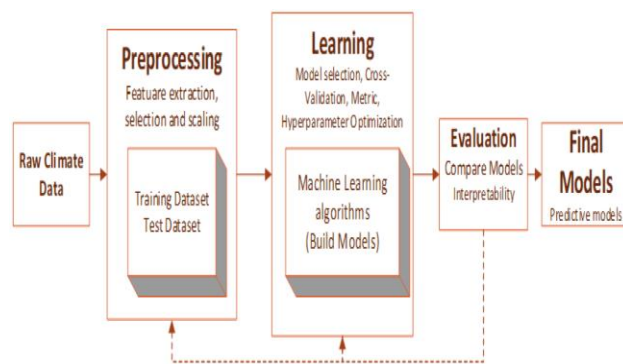 Raw Climate
Data
Preprocessing
Featuare extraction,
selection and scaling
Training Dataset
Test Dataset
Learning
Model selection, Cross-
Validation, Metric,
Hyperparameter Optimization
Machine Learning
algorithms
(Build Models)
Evaluation
Compare Models
Interpretability
Final
Models
Predictive models